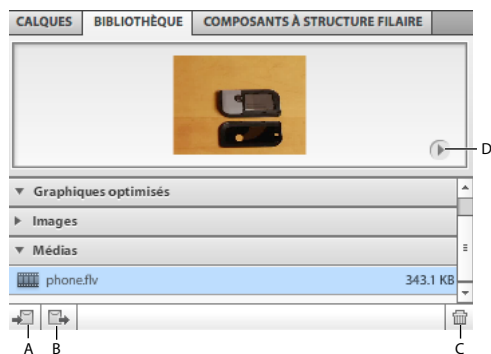 CALQUES BIBLIOTHÈQUE COMPOSANTS À STRUCTURE FILAIRE
D
Graphiques optimisés
Images
Médias
phone.flv 343.1 KB
A B C